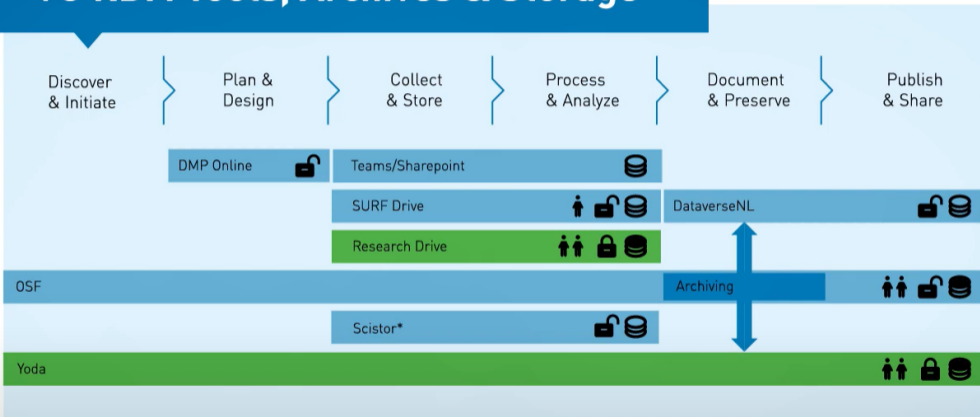 Discover
& Initiate
Plan &
Design
Collect
& Store
Process
& Analyze
Document
& Preserve
Publish
& Share
DMP Online
Teams/Sharepoint
SURF Drive
DataverseNL
Research Drive
OSF
Archiving
Scistor*
Yoda